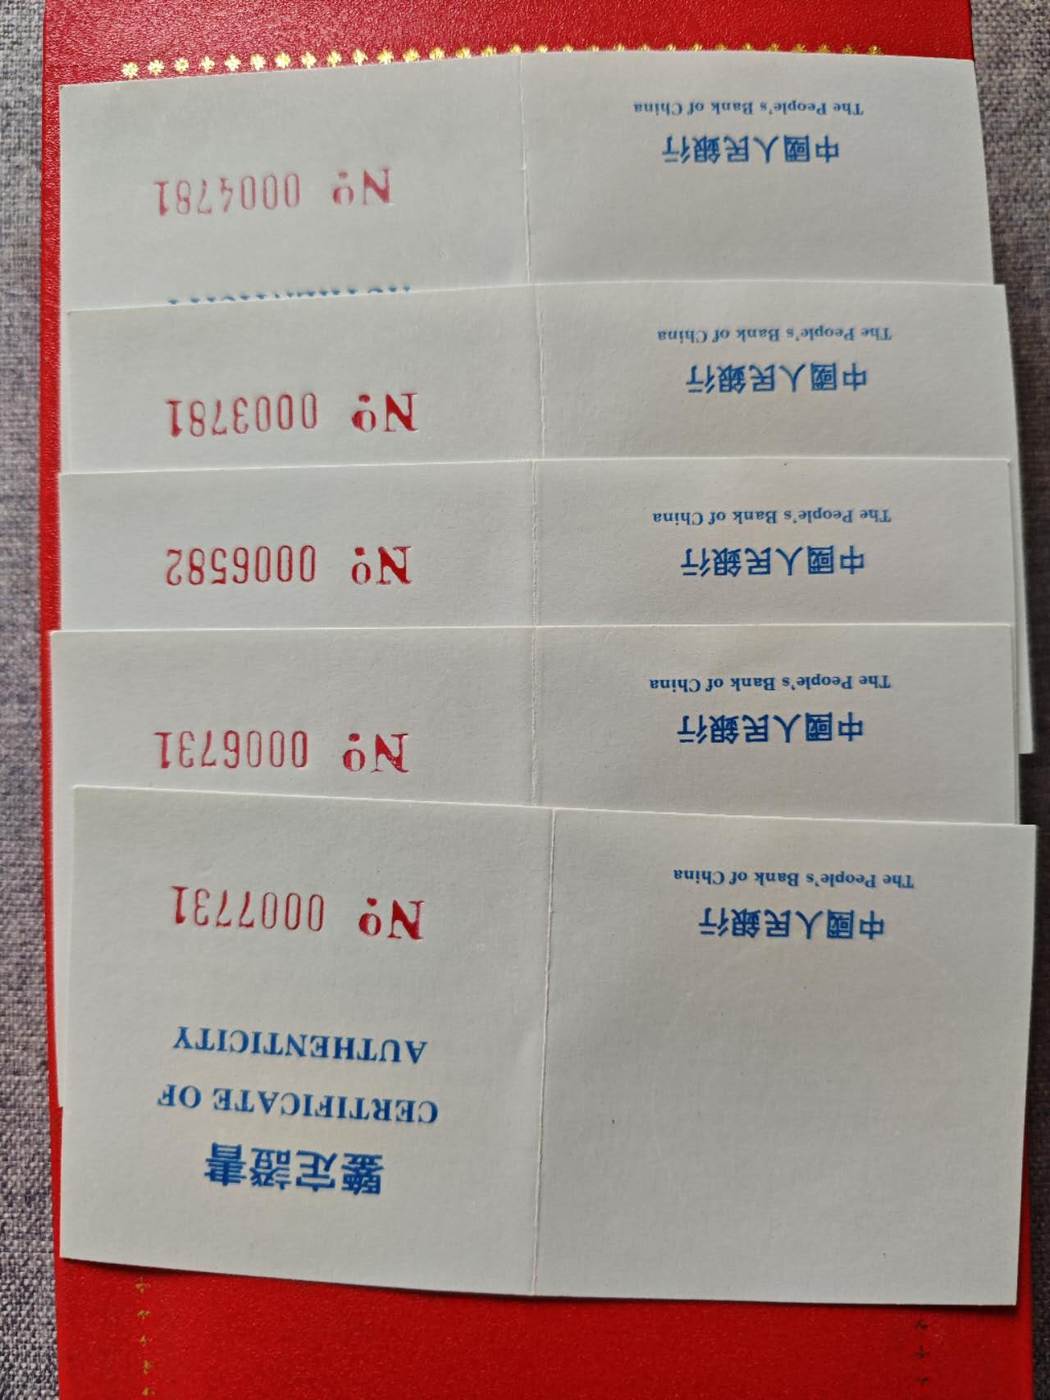 鑒定證書
CERTIFICATE OF
AUTHENTICITY
№ 0007731
中國人民銀行
The People's Bank of China
№ 0006731
中國人民銀行
The People's Bank of China
№ 0006582
中國人民銀行
The People's Bank of China
№ 0003781
中國人民銀行
The People's Bank of China
№ 0004781
中國人民銀行
The People's Bank of China